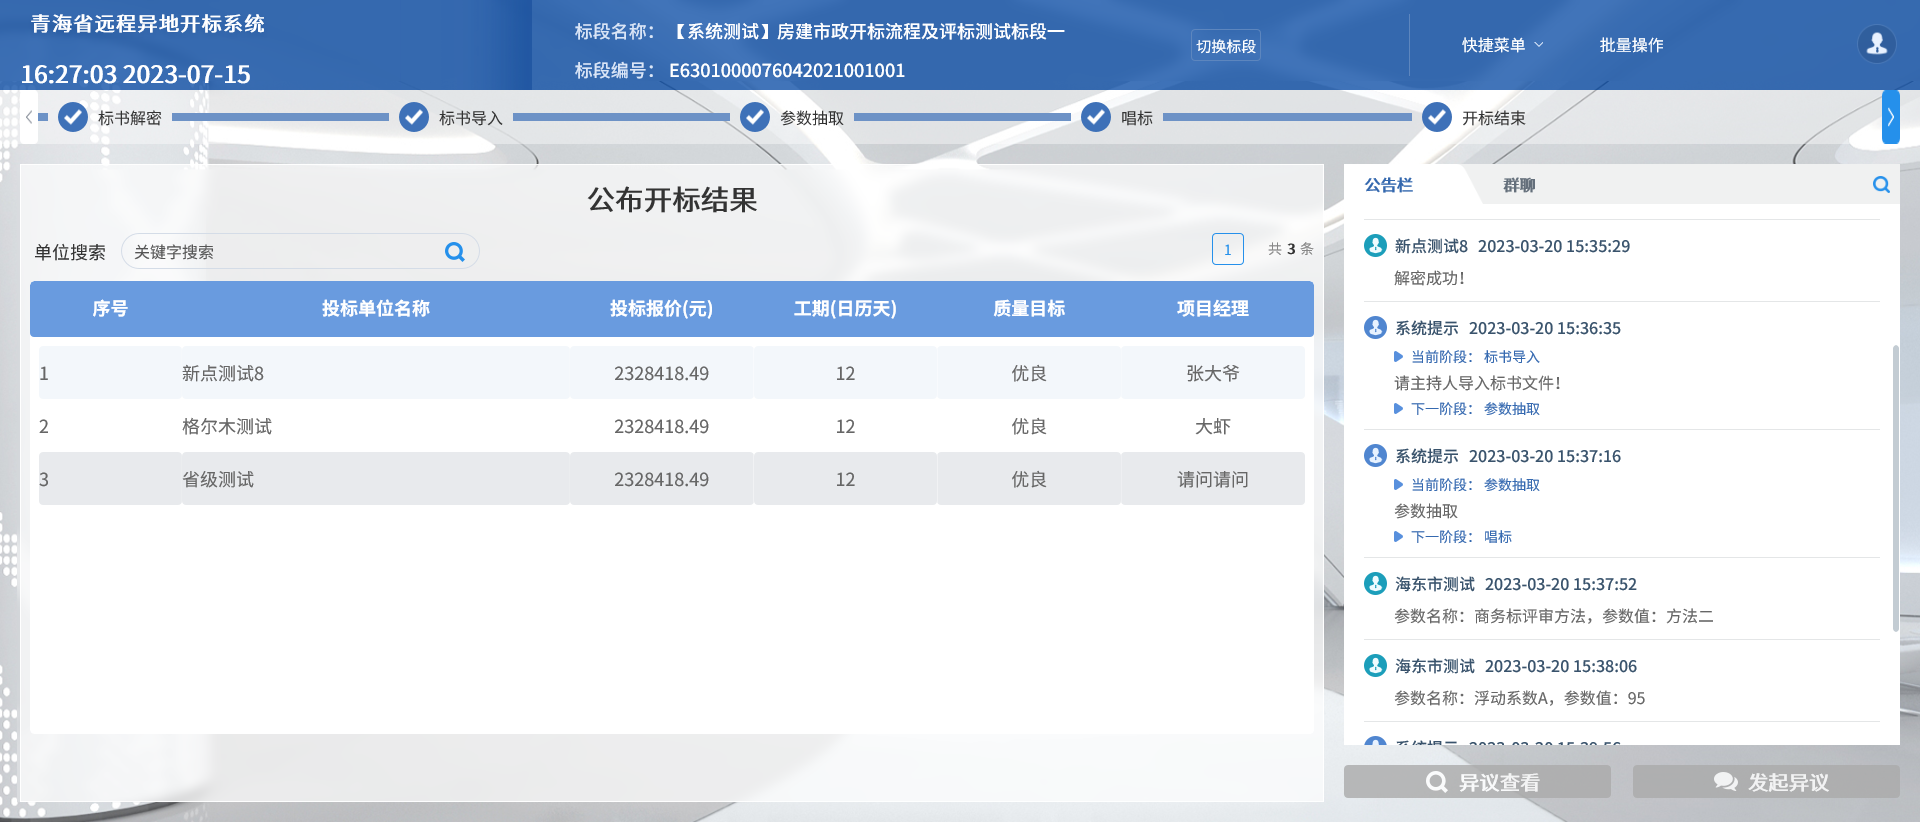 青海省远程异地开标系统
16:27:03 2023-07-15
标段名称： 【系统测试】房建市政开标流程及评标测试标段一
标段编号： E6301000076042021001001
切换标段
快捷菜单
批量操作
标书解密
标书导入
参数抽取
唱标
开标结束
公布开标结果
单位搜索 关键字搜索
1 共 3 条
序号 投标单位名称 投标报价(元) 工期(日历天) 质量目标 项目经理
1 新点测试8 2328418.49 12 优良 张大爷
2 格尔木测试 2328418.49 12 优良 大虾
3 省级测试 2328418.49 12 优良 请问请问
公告栏 群聊
新点测试8 2023-03-20 15:35:29
解密成功！
系统提示 2023-03-20 15:36:35
当前阶段： 标书导入
请主持人导入标书文件！
下一阶段： 参数抽取
系统提示 2023-03-20 15:37:16
当前阶段： 参数抽取
参数抽取
下一阶段： 唱标
海东市测试 2023-03-20 15:37:52
参数名称：商务标评审方法，参数值：方法二
海东市测试 2023-03-20 15:38:06
参数名称：浮动系数A，参数值：95
异议查看
发起异议